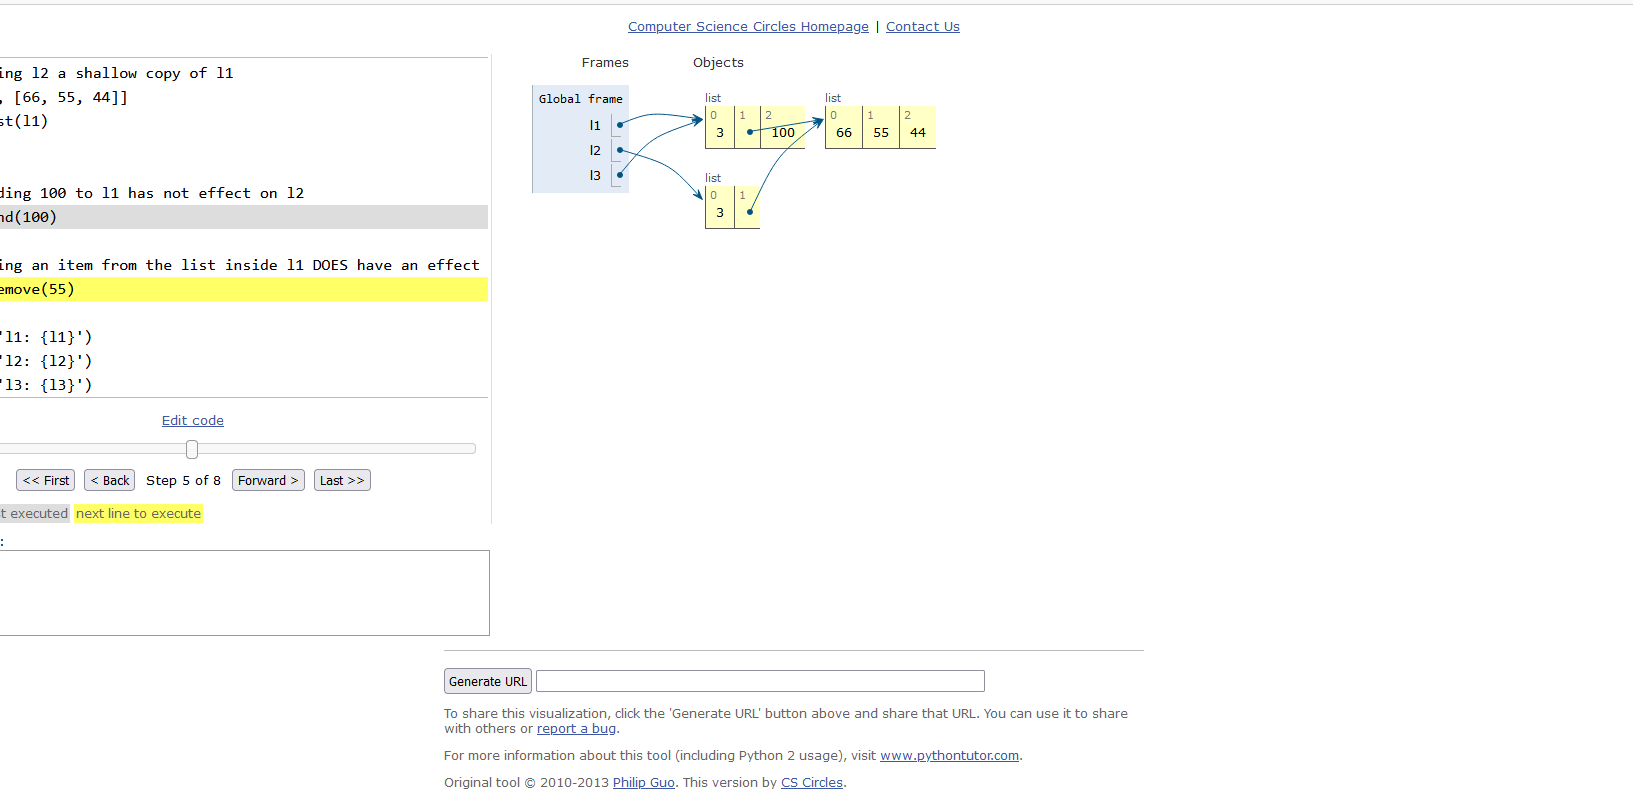 Computer Science Circles Homepage | Contact Us
ing l2 a shallow copy of l1
, [66, 55, 44]]
st(l1)
ding 100 to l1 has not effect on l2
nd(100)
ing an item from the list inside l1 DOES have an effect
emove(55)
'l1: {l1}')
'l2: {l2}')
'l3: {l3}')
Edit code
<< First
< Back
Step 5 of 8
Forward >
Last >>
t executed
next line to execute
:
Frames
Objects
Global frame
l1
l2
l3
list
0 1 2
3 100
list
0 1 2
66 55 44
list
0 1
3
Generate URL
To share this visualization, click the 'Generate URL' button above and share that URL. You can use it to share
with others or report a bug.
For more information about this tool (including Python 2 usage), visit www.pythontutor.com.
Original tool © 2010-2013 Philip Guo. This version by CS Circles.